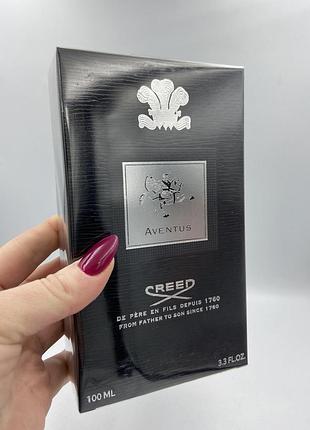 AVENTUS
CREED
DE PÈRE EN FILS DEPUIS 1760
FROM FATHER TO SON SINCE 1760
100 ML
3.3 FL.OZ.